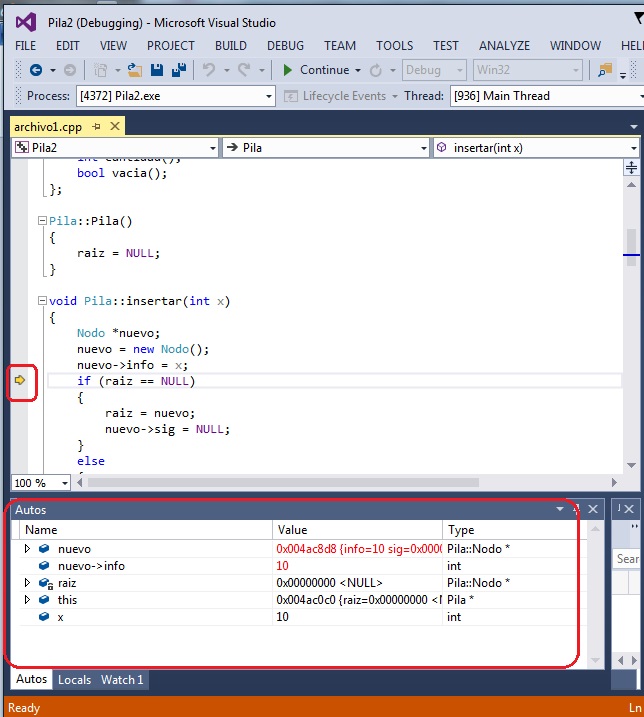 Pila2 (Debugging) - Microsoft Visual Studio
FILE EDIT VIEW PROJECT BUILD DEBUG TEAM TOOLS TEST ANALYZE WINDOW HEL
Continue Debug Win32
Process: [4372] Pila2.exe Lifecycle Events Thread: [936] Main Thread
archivo1.cpp
Pila2 Pila insertar(int x)
int cantidad();
bool vacia();
};
Pila::Pila()
{
raiz = NULL;
}
void Pila::insertar(int x)
{
Nodo *nuevo;
nuevo = new Nodo();
nuevo->info = x;
if (raiz == NULL)
{
raiz = nuevo;
nuevo->sig = NULL;
}
else
{
100 %
Autos
Name Value Type
nuevo 0x004ac8d8 {info=10 sig=0x0000 Pila::Nodo *
nuevo->info 10 int
raiz 0x00000000 <NULL> Pila::Nodo *
this 0x004ac0c0 {raiz=0x00000000 <N Pila *
x 10 int
Sear
Autos Locals Watch 1
Ready Ln